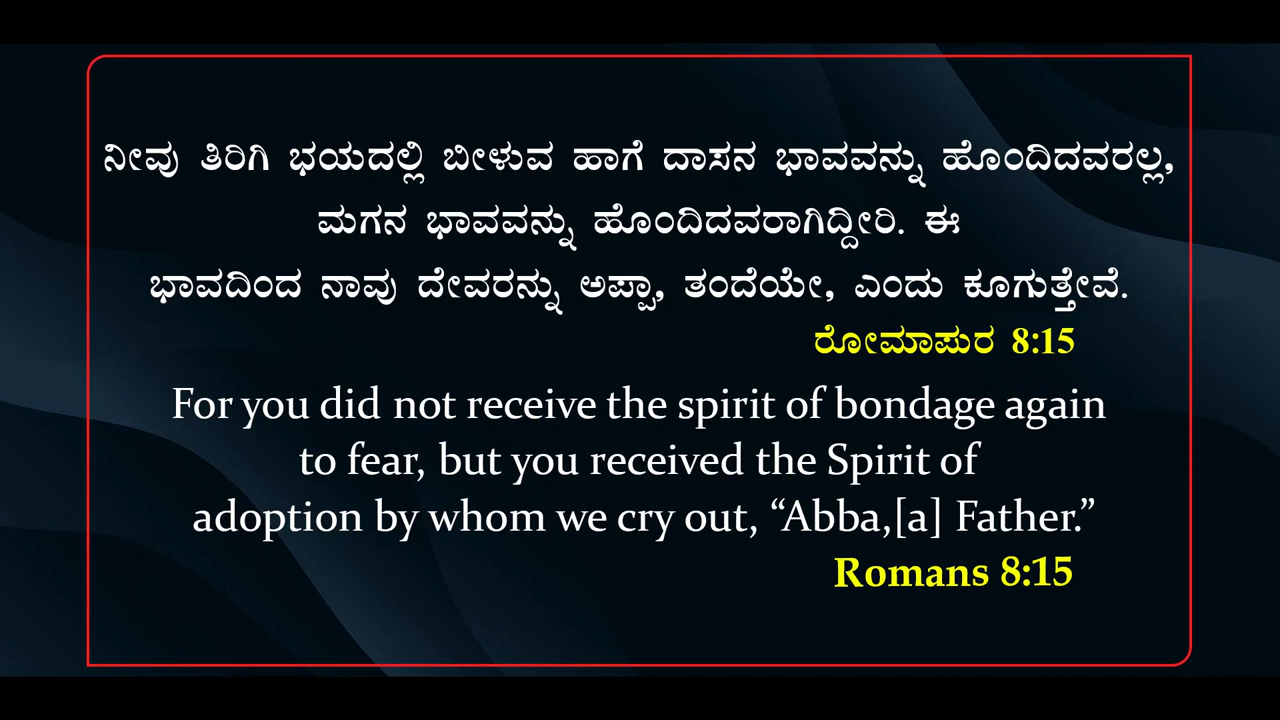 ನೀವು ತಿರಿಗಿ ಭಯದಲ್ಲಿ ಬೀಳುವ ಹಾಗೆ ದಾಸನ ಭಾವವನ್ನು ಹೊಂದಿದವರಲ್ಲ,
ಮಗನ ಭಾವವನ್ನು ಹೊಂದಿದವರಾಗಿದ್ದೀರಿ. ಈ
ಭಾವದಿಂದ ನಾವು ದೇವರನ್ನು ಅಪ್ಪಾ, ತಂದೆಯೇ, ಎಂದು ಕೂಗುತ್ತೇವೆ.
ರೋಮಾಪುರ 8:15
For you did not receive the spirit of bondage again
to fear, but you received the Spirit of
adoption by whom we cry out, “Abba,[a] Father.”
Romans 8:15